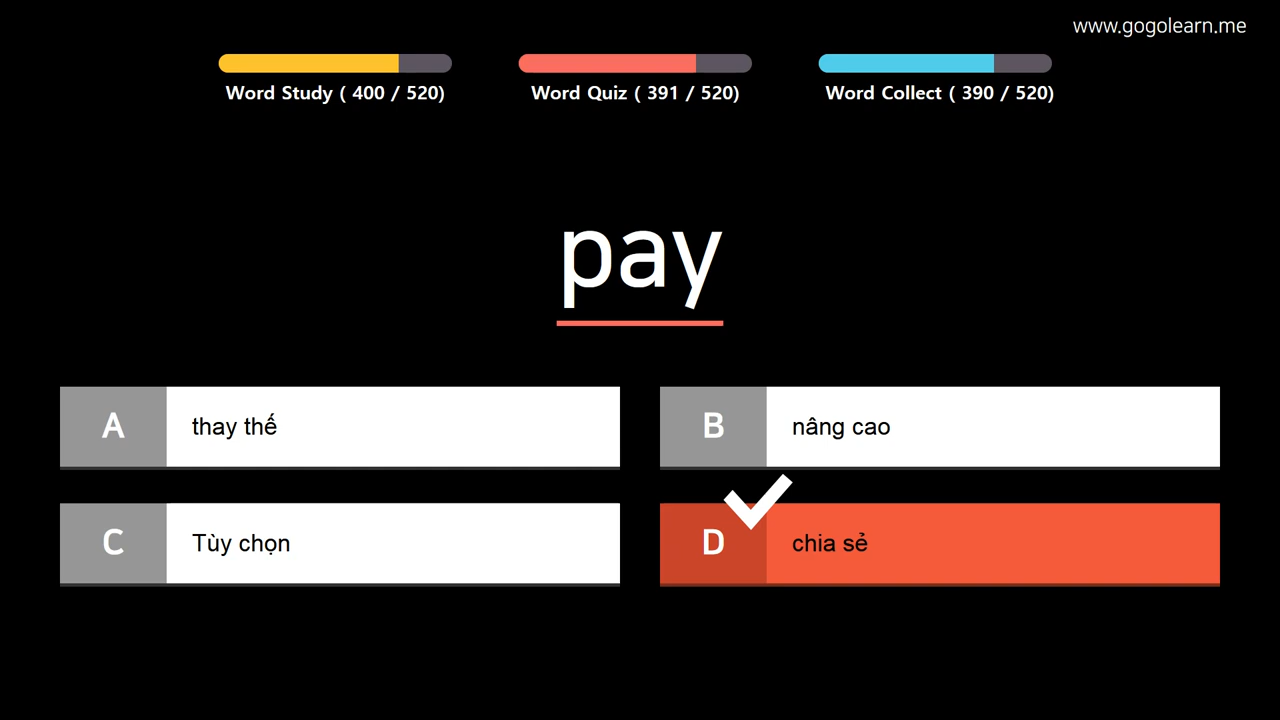 www.gogolearn.me
Word Study ( 400 / 520)
Word Quiz ( 391 / 520)
Word Collect ( 390 / 520)
pay
A thay thế
B nâng cao
C Tùy chọn
D chia sẻ